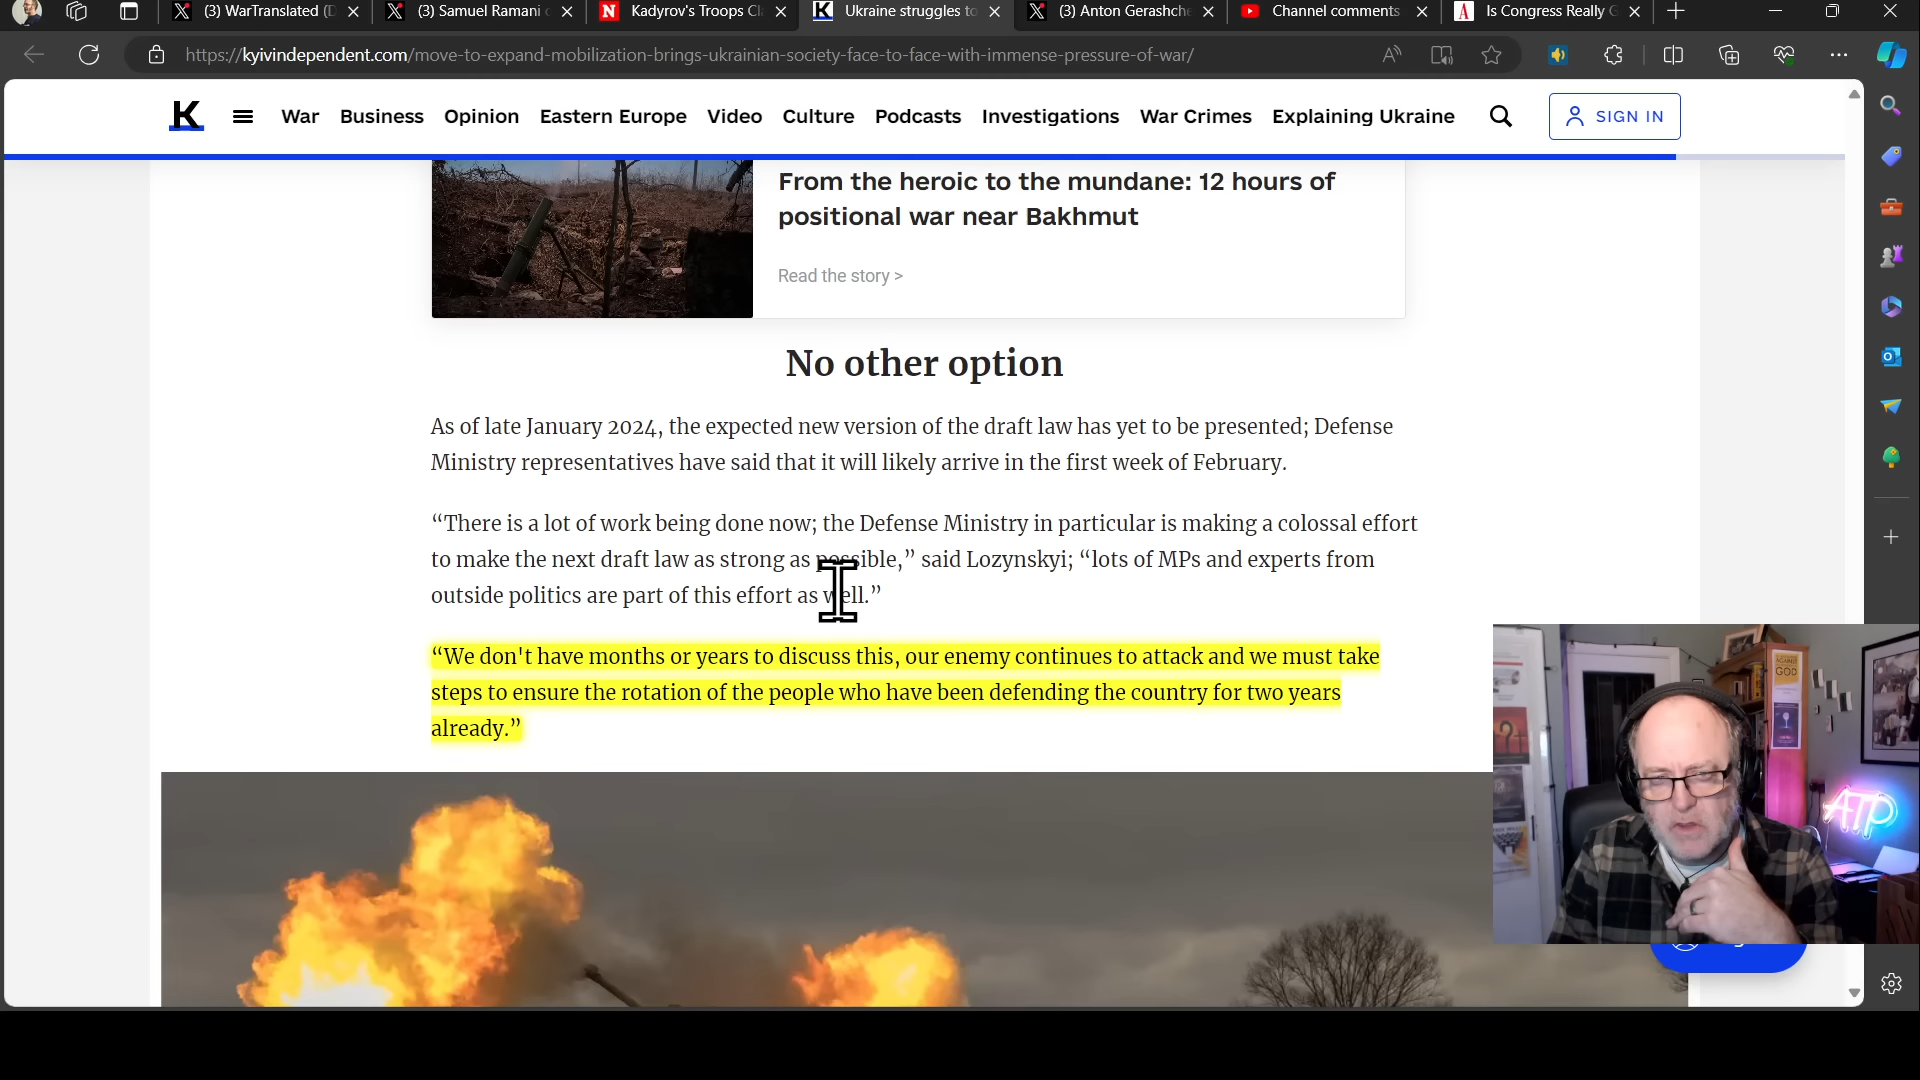 (3) WarTranslated (D
(3) Samuel Ramani
Kadyrov's Troops Cl
Ukraine struggles to
(3) Anton Gerashche
Channel comments
Is Congress Really G
https://kyivindependent.com/move-to-expand-mobilization-brings-ukrainian-society-face-to-face-with-immense-pressure-of-war/
K War Business Opinion Eastern Europe Video Culture Podcasts Investigations War Crimes Explaining Ukraine SIGN IN
From the heroic to the mundane: 12 hours of
positional war near Bakhmut
Read the story >
No other option
As of late January 2024, the expected new version of the draft law has yet to be presented; Defense
Ministry representatives have said that it will likely arrive in the first week of February.
“There is a lot of work being done now; the Defense Ministry in particular is making a colossal effort
to make the next draft law as strong as possible,” said Lozynskyi; “lots of MPs and experts from
outside politics are part of this effort as well.”
“We don't have months or years to discuss this, our enemy continues to attack and we must take
steps to ensure the rotation of the people who have been defending the country for two years
already.”
GOD
ATP